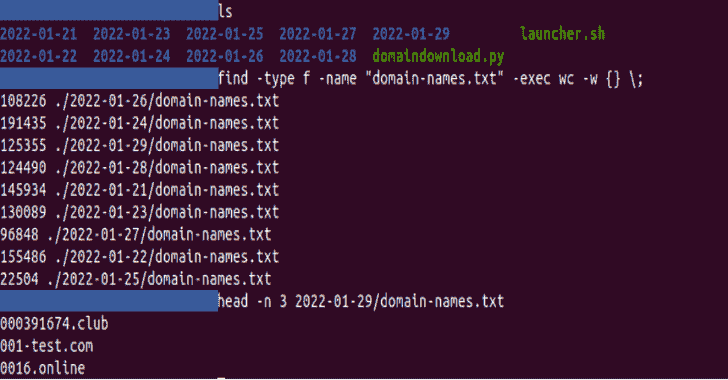 ls
2022-01-21 2022-01-23 2022-01-25 2022-01-27 2022-01-29 launcher.sh
2022-01-22 2022-01-24 2022-01-26 2022-01-28 domaindownload.py
find -type f -name "domain-names.txt" -exec wc -w {} \;
108226 ./2022-01-26/domain-names.txt
191435 ./2022-01-24/domain-names.txt
125355 ./2022-01-29/domain-names.txt
124490 ./2022-01-28/domain-names.txt
145934 ./2022-01-21/domain-names.txt
130089 ./2022-01-23/domain-names.txt
96848 ./2022-01-27/domain-names.txt
155486 ./2022-01-22/domain-names.txt
22504 ./2022-01-25/domain-names.txt
head -n 3 2022-01-29/domain-names.txt
000391674.club
001-test.com
0016.online